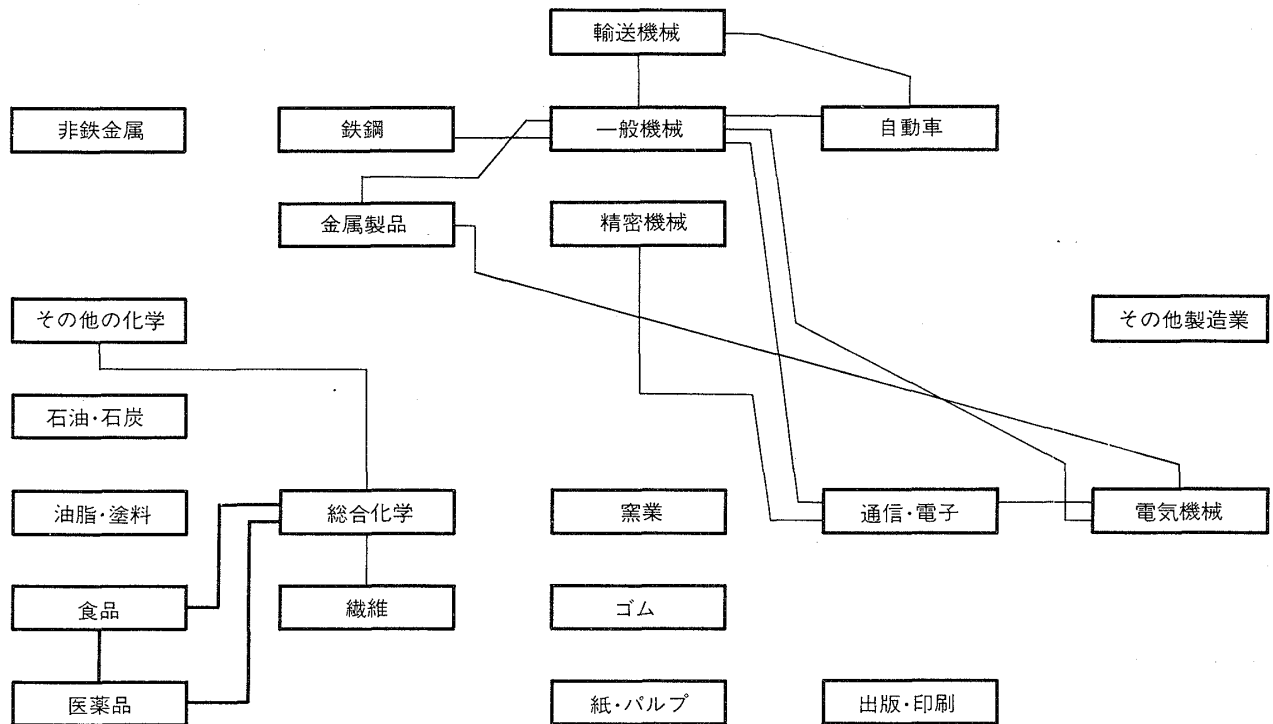 輸送機械
非鉄金属
鉄鋼
一般機械
自動車
金属製品
精密機械
その他の化学
その他製造業
石油・石炭
油脂・塗料
総合化学
窯業
通信・電子
電気機械
食品
繊維
ゴム
医薬品
紙・パルプ
出版・印刷